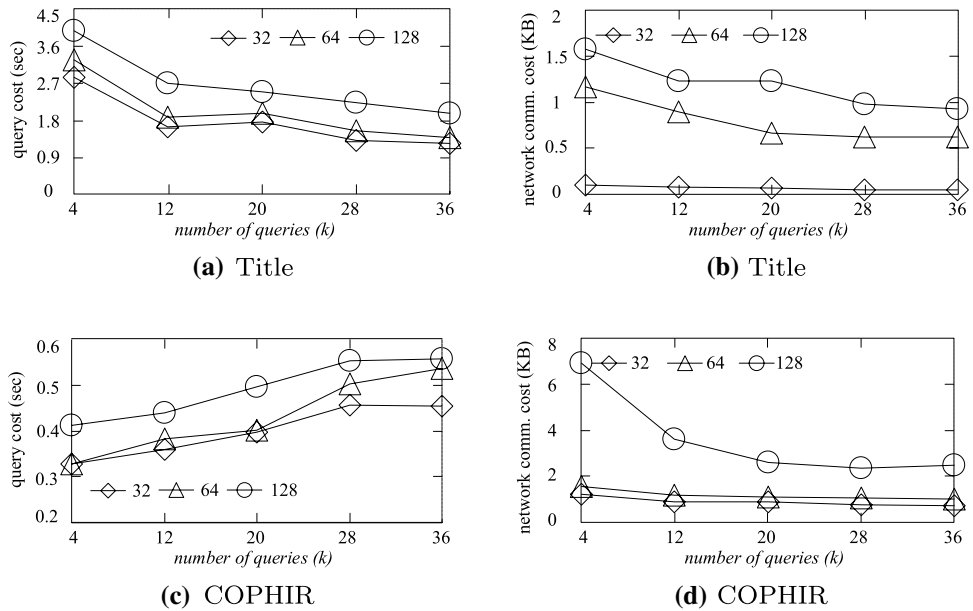 query cost (sec)
4.5
3.6
2.7
1.8
0.9
0
32 64 128
4 12 20 28 36
number of queries (k)
(a) Title
network comm. cost (KB)
2
1.5
1
0.5
0
32 64 128
4 12 20 28 36
number of queries (k)
(b) Title
query cost (sec)
0.6
0.5
0.4
0.3
0.2
32 64 128
4 12 20 28 36
number of queries (k)
(c) COPHIR
network comm. cost (KB)
8
6
4
2
0
32 64 128
4 12 20 28 36
number of queries (k)
(d) COPHIR